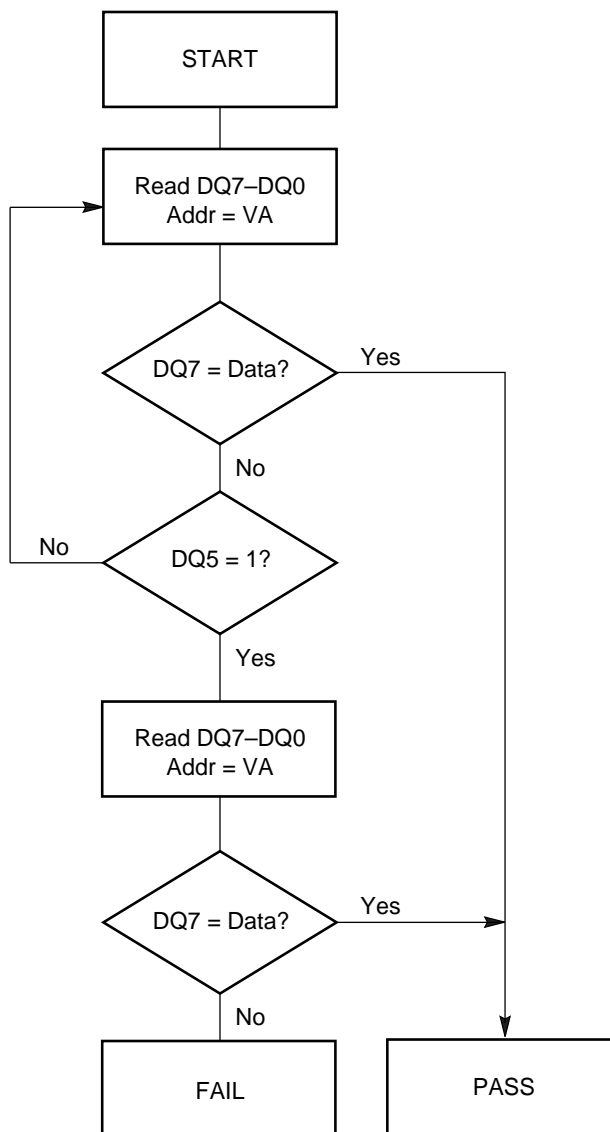 START
Read DQ7–DQ0
Addr = VA
DQ7 = Data?
Yes
No
No
DQ5 = 1?
Yes
Read DQ7–DQ0
Addr = VA
DQ7 = Data?
Yes
No
FAIL
PASS